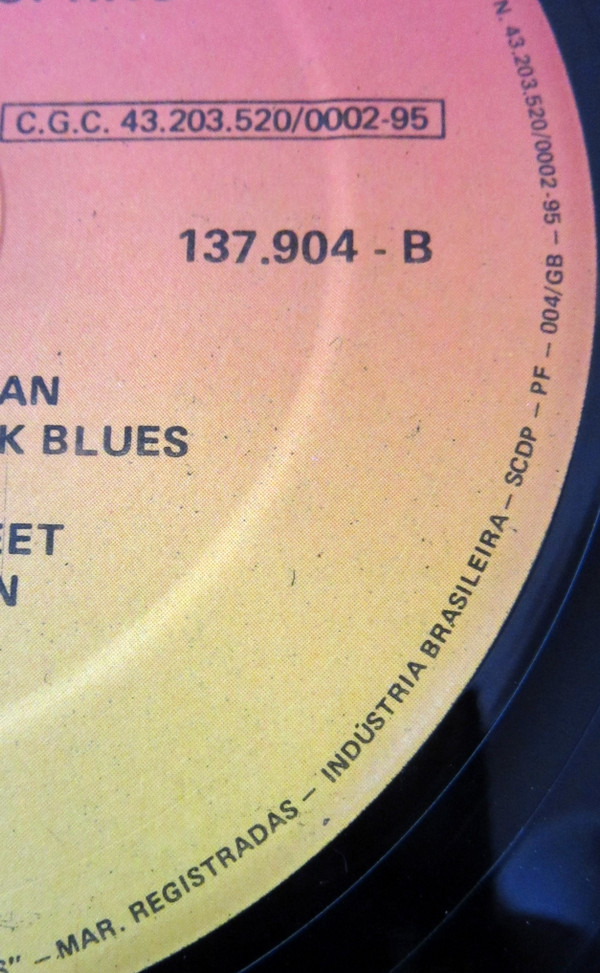 C.G.C. 43.203.520/0002-95
137.904 - B
AN
K BLUES
EET
N
N. 43.203.520/0002-95 – 004/GB – PF – SCDP – INDÚSTRIA BRASILEIRA – MAR. REGISTRADAS –